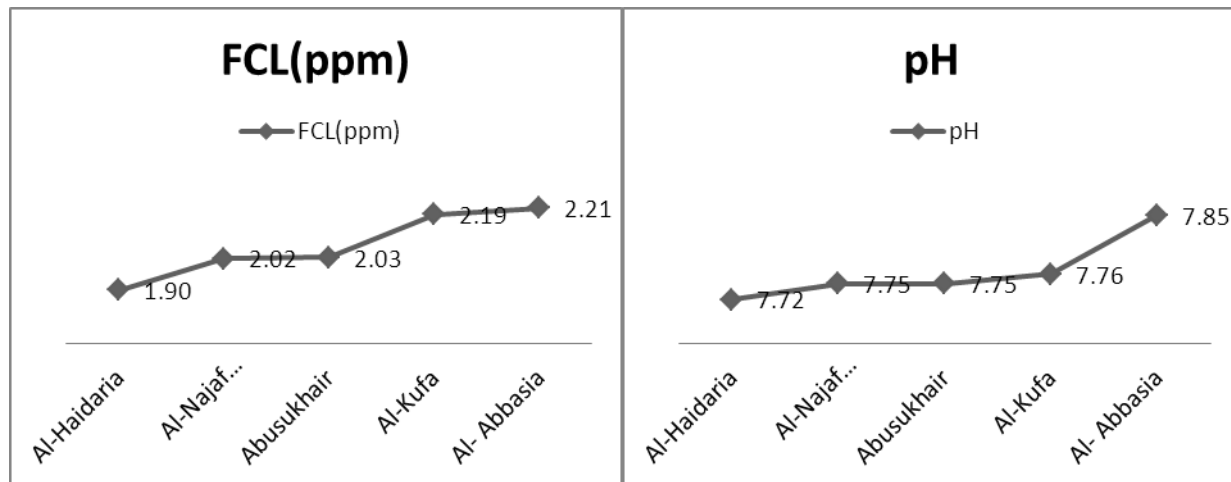 FCL(ppm)
FCL(ppm)
1.90
2.02
2.03
2.19
2.21
Al-Haidaria
Al-Najaf...
Abusukhair
Al-Kufa
Al- Abbasia
pH
pH
7.72
7.75
7.75
7.76
7.85
Al-Haidaria
Al-Najaf...
Abusukhair
Al-Kufa
Al- Abbasia